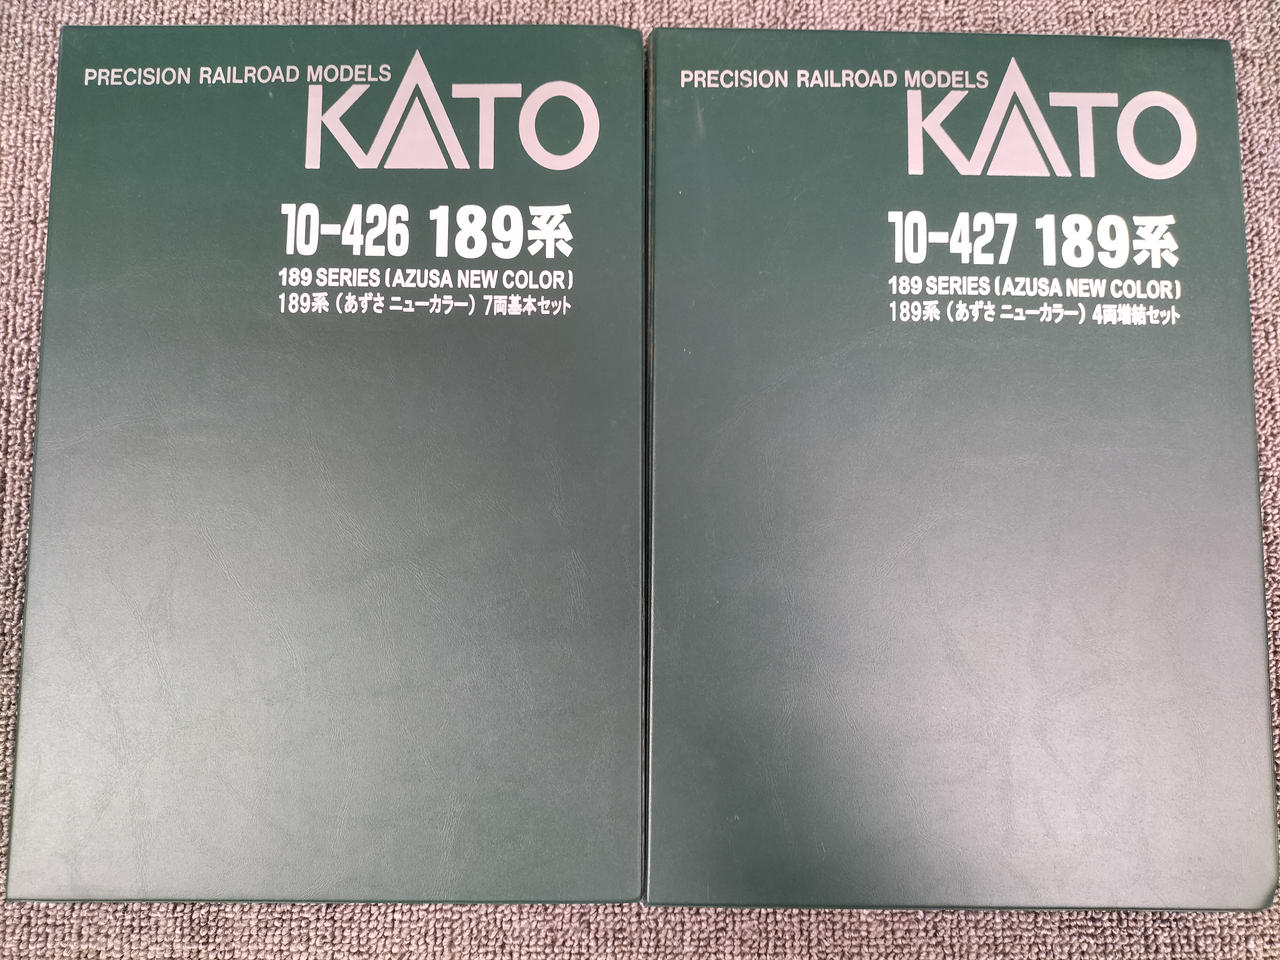 PRECISION RAILROAD MODELS
KATO
10-426 189系
189 SERIES (AZUSA NEW COLOR)
189系（あずさ ニューカラー）7両基本セット
PRECISION RAILROAD MODELS
KATO
10-427 189系
189 SERIES (AZUSA NEW COLOR)
189系（あずさ ニューカラー）4両増結セット